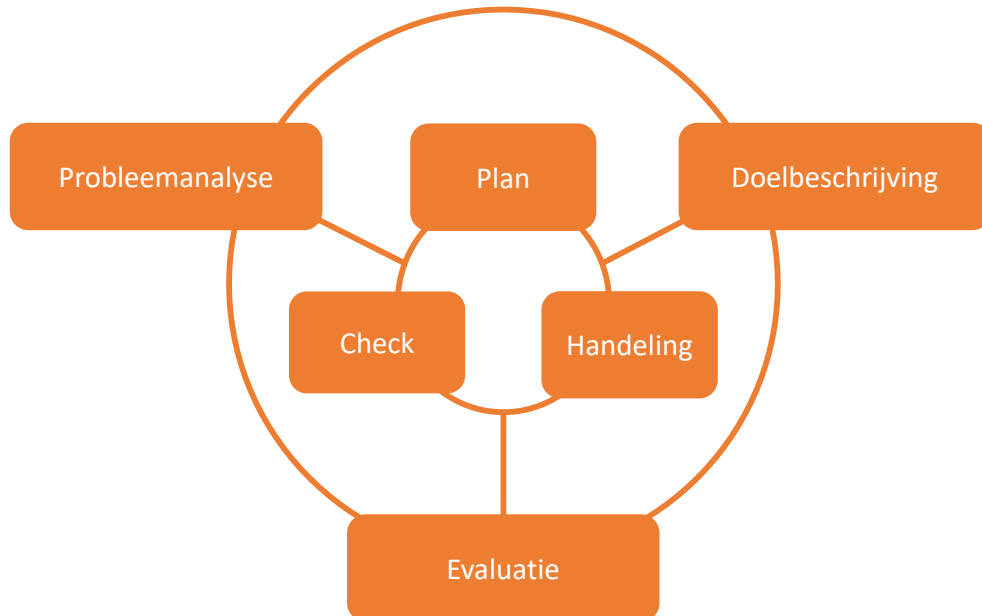 Probleemanalyse
Plan
Doelbeschrijving
Check
Handeling
Evaluatie